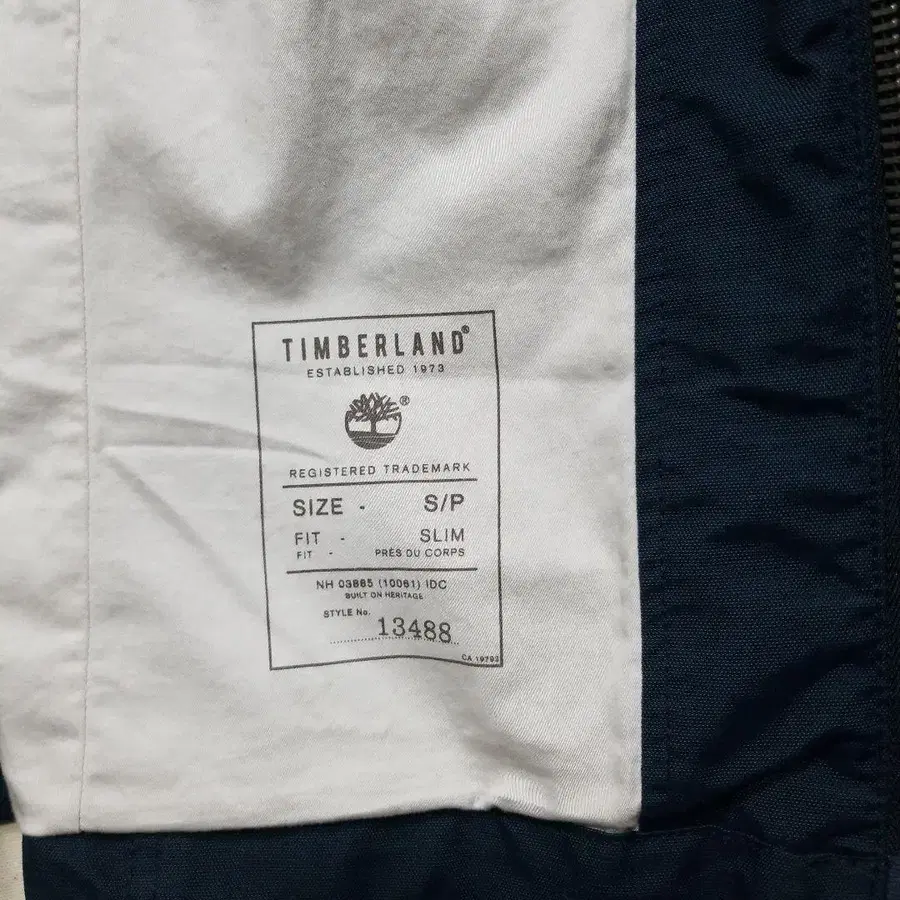 TIMBERLAND®
ESTABLISHED 1973
®
REGISTERED TRADEMARK
SIZE - S/P
FIT - SLIM
FIT - PRÈS DU CORPS
NH 03885 (10061) IDC
BUILT ON HERITAGE
STYLE No.
13488
CA 19793